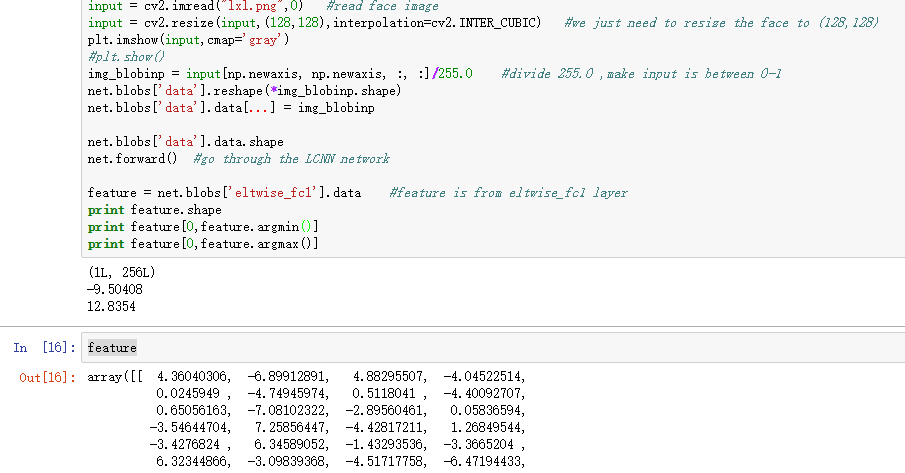 input = cv2.imread("lxl.png",0)   #read face image
input = cv2.resize(input,(128,128),interpolation=cv2.INTER_CUBIC)   #we just need to resize the face to (128,128)
plt.imshow(input,cmap='gray')
#plt.show()
img_blobinp = input[np.newaxis, np.newaxis, :, :]/255.0    #divide 255.0 ,make input is between 0-1
net.blobs['data'].reshape(*img_blobinp.shape)
net.blobs['data'].data[...] = img_blobinp
net.blobs['data'].data.shape
net.forward()  #go through the LCNN network
feature = net.blobs['eltwise_fc1'].data    #feature is from eltwise_fc1 layer
print feature.shape
print feature[0,feature.argmin()]
print feature[0,feature.argmax()]
(1L, 256L)
-9.50408
12.8354
In  [16]: feature
Out[16]: array([[  4.36040306,  -6.89912891,   4.88295507,  -4.04522514,
0.0245949 ,  -4.74945974,   0.5118041 ,  -4.40092707,
0.65056163,  -7.08102322,  -2.89560461,   0.05836594,
-3.54644704,   7.25856447,  -4.42817211,   1.26849544,
-3.4276824 ,   6.34589052,  -1.43293536,  -3.3665204 ,
6.32344866,  -3.09839368,  -4.51717758,  -6.47194433,